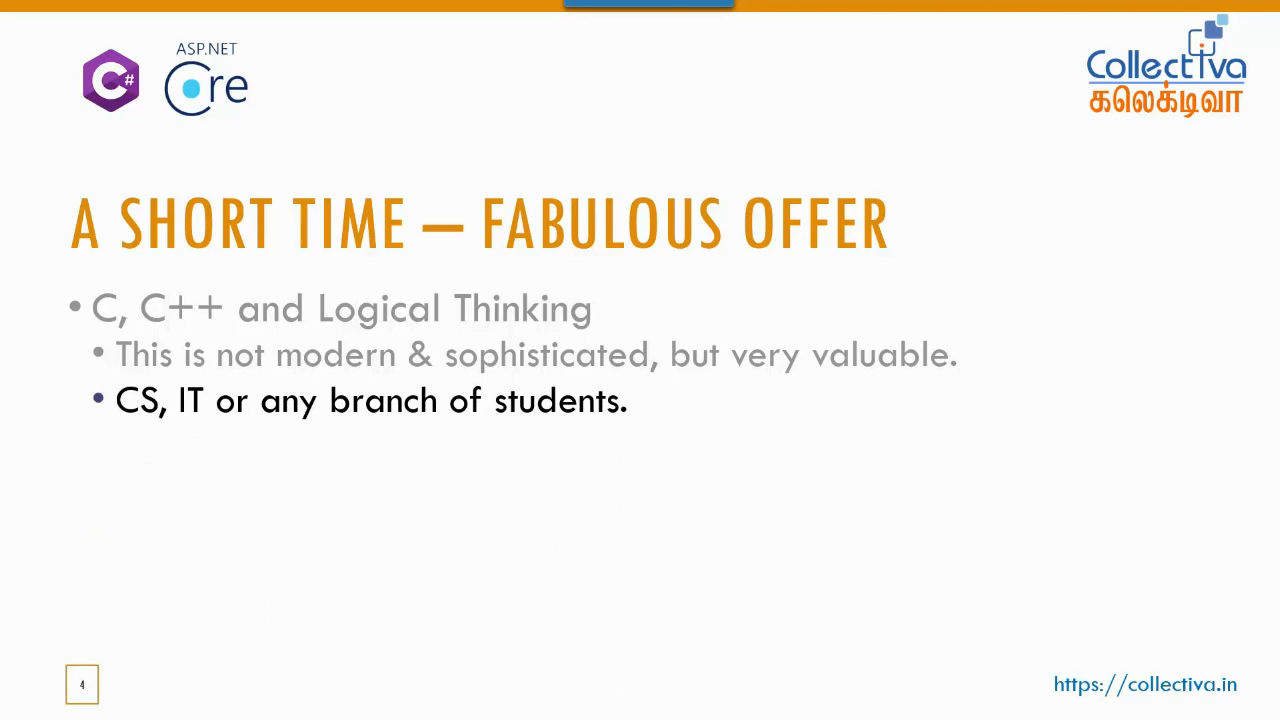 C#
ASP.NET
Core
Collectiva
கலெக்டிவா
A SHORT TIME – FABULOUS OFFER
• C, C++ and Logical Thinking
• This is not modern & sophisticated, but very valuable.
• CS, IT or any branch of students.
4
https://collectiva.in